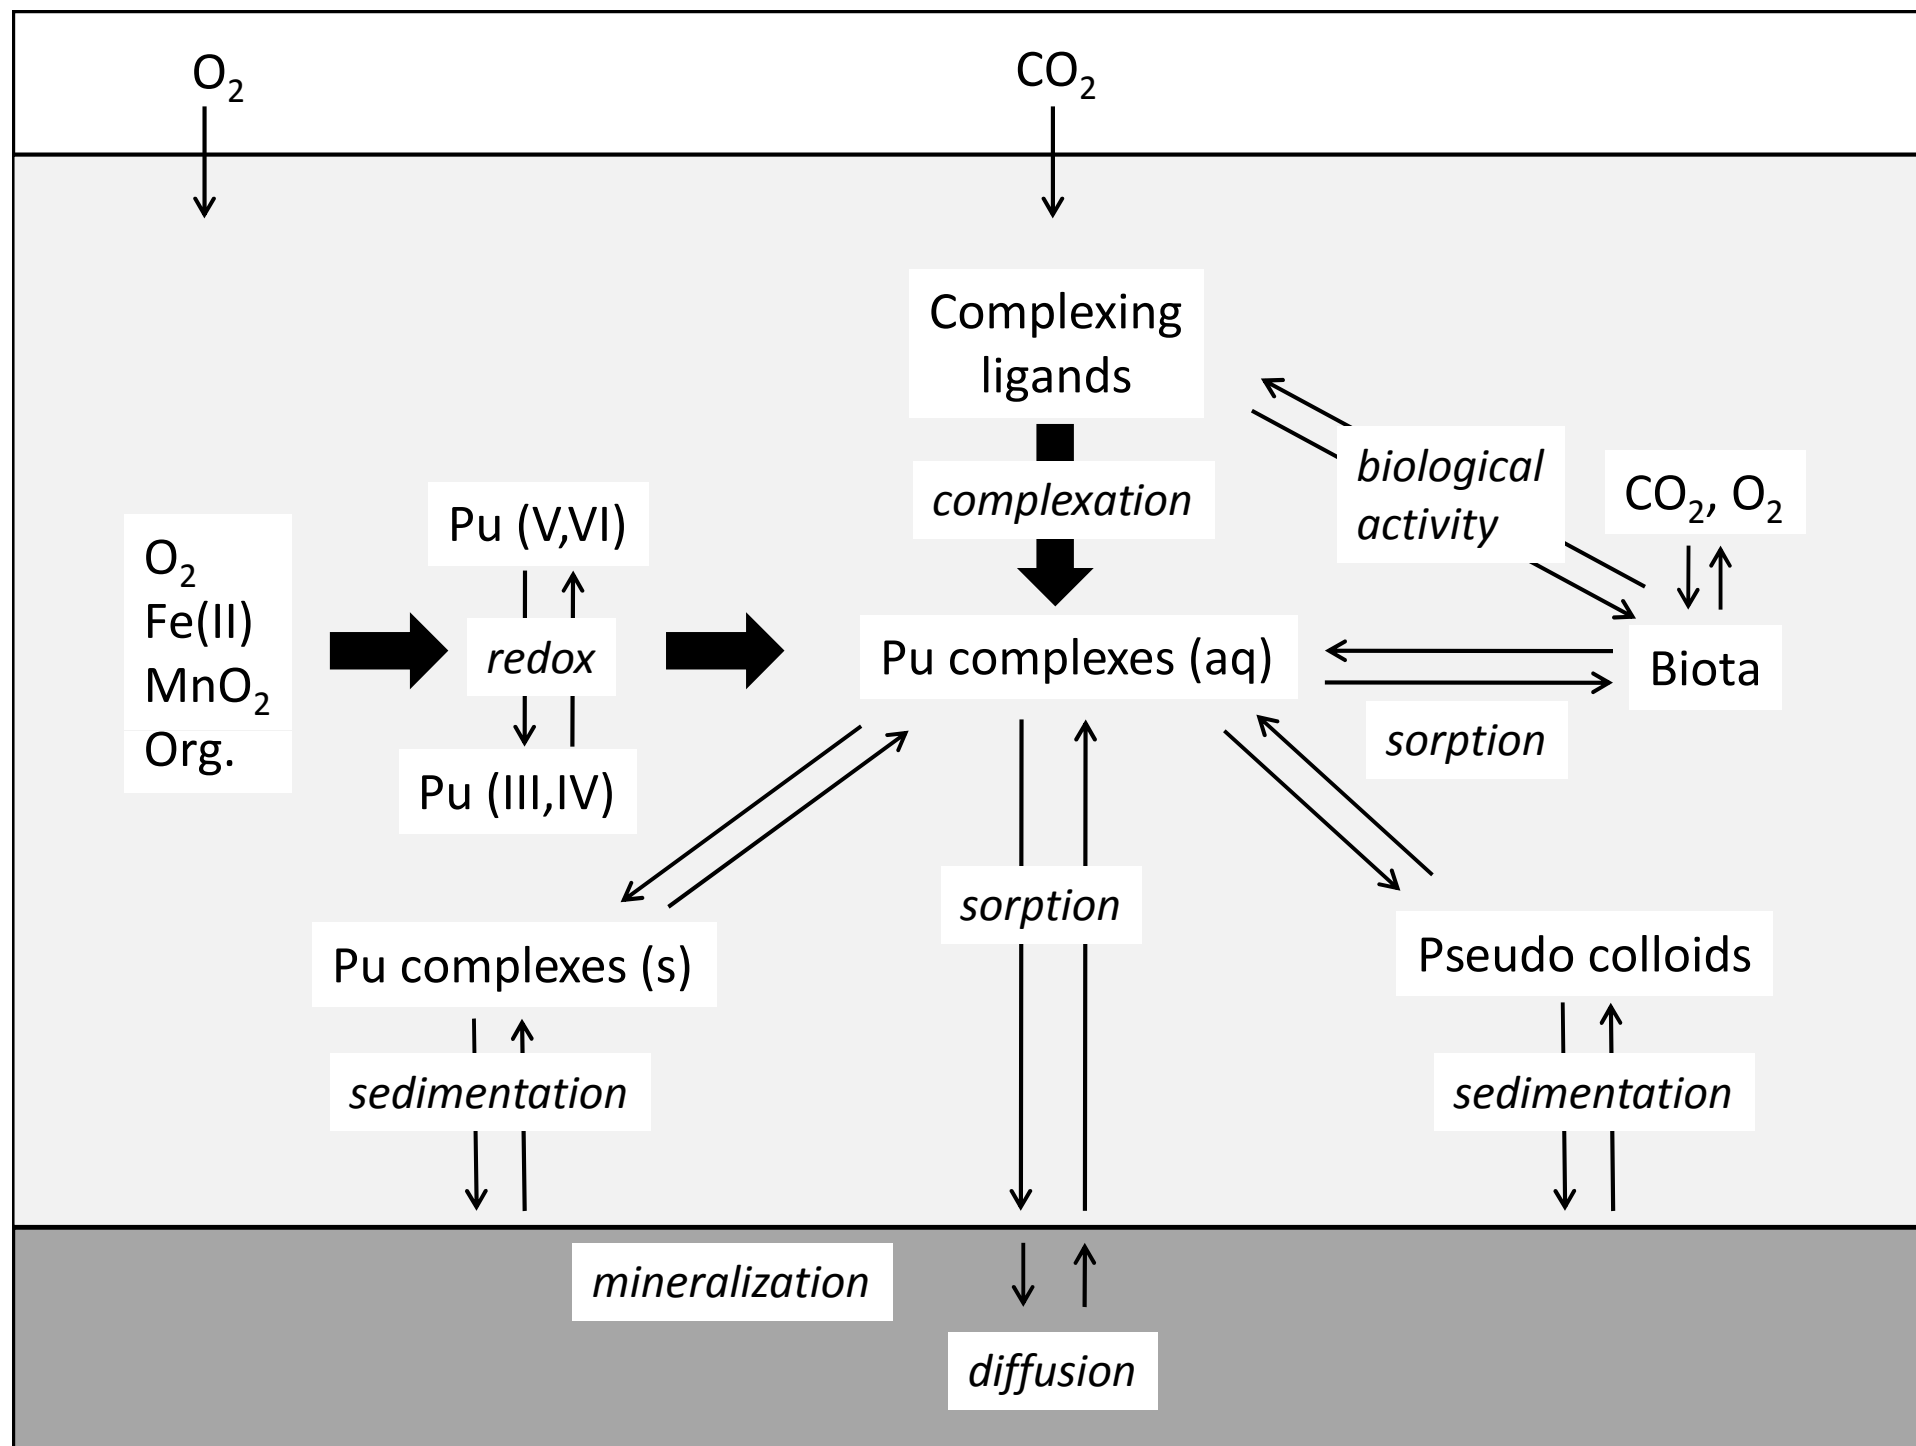 O₂
CO₂
Complexing
ligands
complexation
biological
activity
CO₂, O₂
O₂
Fe(II)
MnO₂
Org.
Pu (V,VI)
redox
Pu (III,IV)
Pu complexes (aq)
Biota
sorption
sorption
Pu complexes (s)
Pseudo colloids
sedimentation
sedimentation
mineralization
diffusion